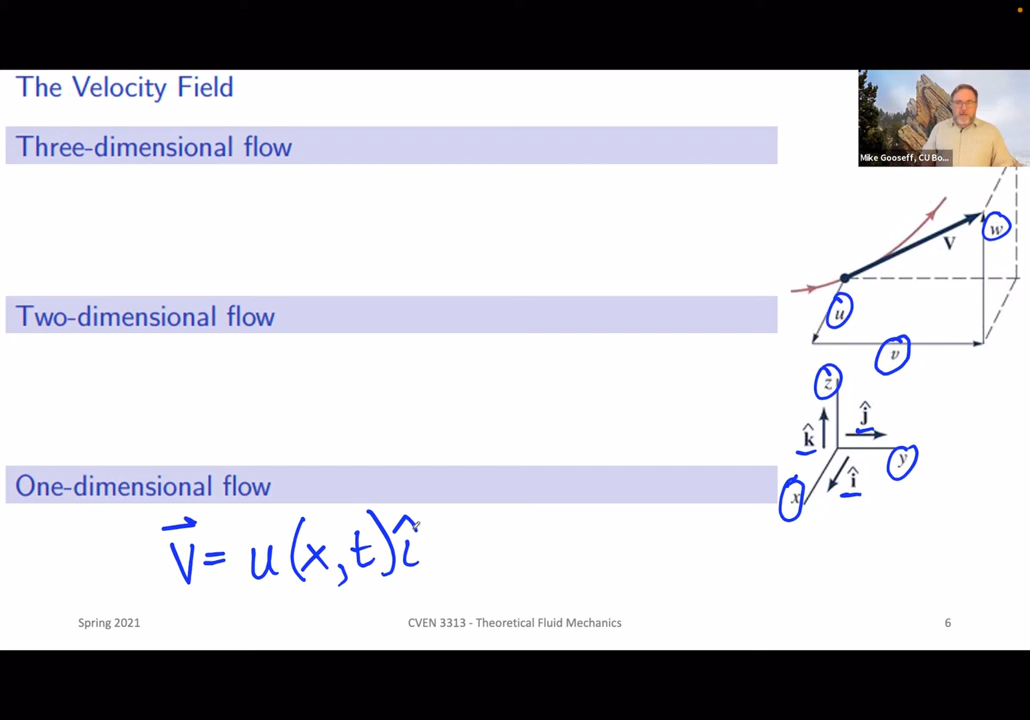 The Velocity Field
Mike Gooseff, CU Bo...
Three-dimensional flow
w
V
u
Two-dimensional flow
v
z
ĵ
k̂
y
î
x
One-dimensional flow
V⃗ = u(x,t)î
Spring 2021
CVEN 3313 - Theoretical Fluid Mechanics
6